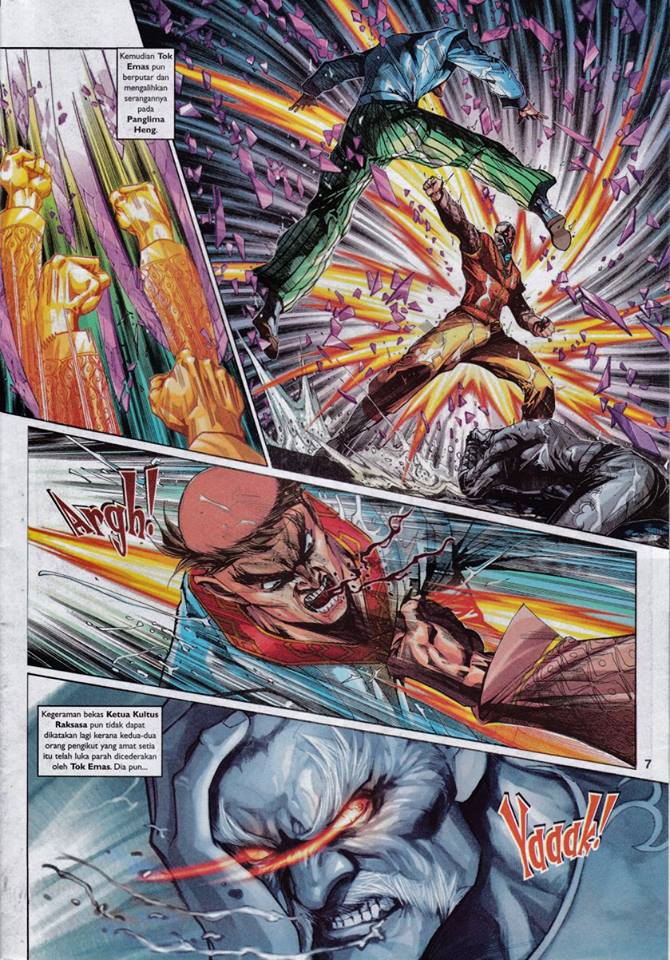 Kemudian Tok
Emas pun
berputar dan
mengalihkan
serangannya
pada
Panglima
Heng.
Argh!
Kegeraman bekas Ketua Kultus
Raksasa pun tidak dapat
dikatakan lagi kerana kedua-dua
orang pengikut yang amat setia
itu telah luka parah dicederakan
oleh Tok Emas. Dia pun...
7
Yaaak!